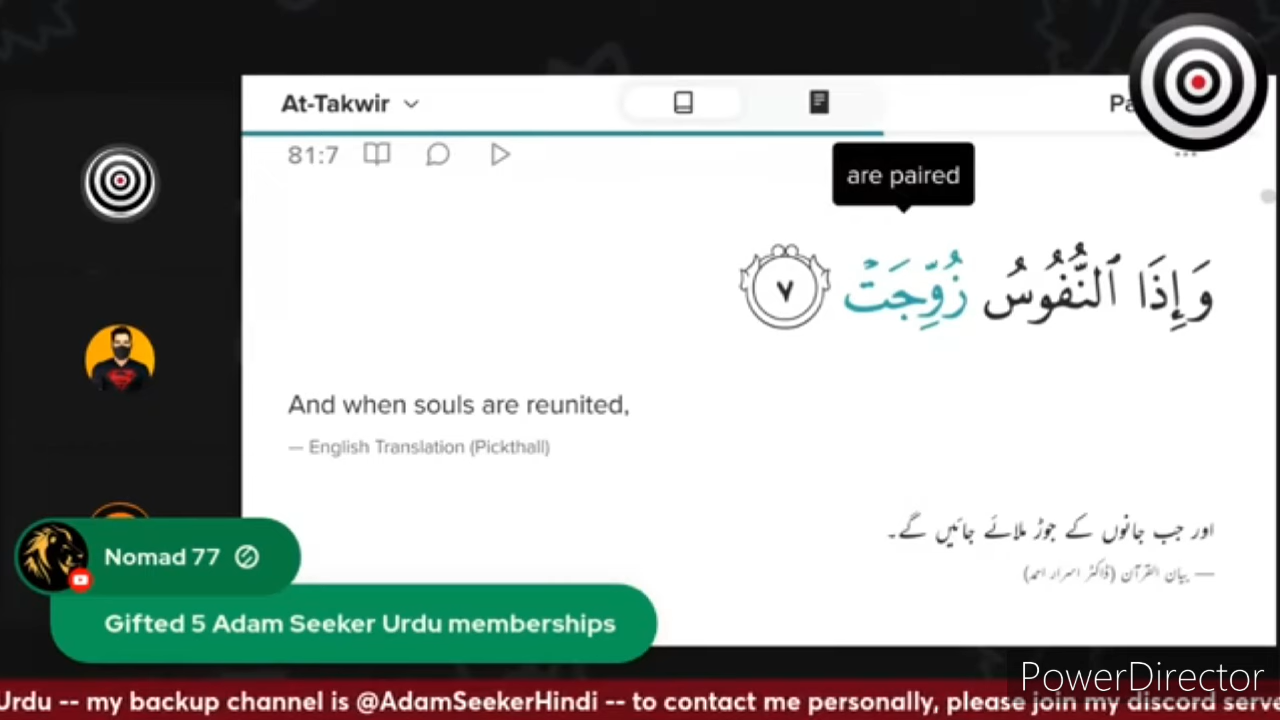 At-Takwir
Pa
81:7
are paired
وَإِذَا ٱلنُّفُوسُ زُوِّجَتۡ ٧
And when souls are reunited,
— English Translation (Pickthall)
اور جب جانوں کے جوڑ ملائے جائیں گے۔
— بیان القرآن (ڈاکٹر اسرار احمد)
Nomad 77
Gifted 5 Adam Seeker Urdu memberships
PowerDirector
Urdu -- my backup channel is @AdamSeekerHindi -- to contact me personally, please join my discord serve